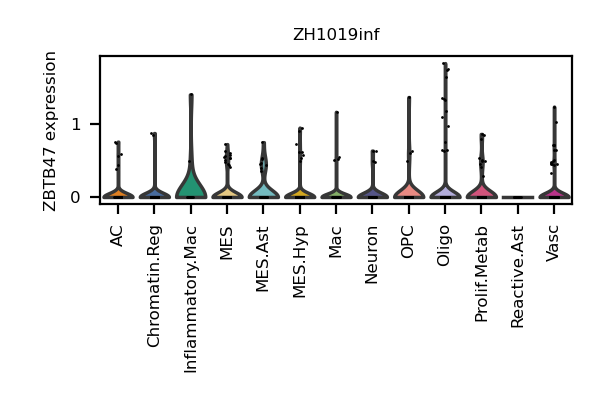 ZH1019inf
ZBTB47 expression
1
0
AC
Chromatin.Reg
Inflammatory.Mac
MES
MES.Ast
MES.Hyp
Mac
Neuron
OPC
Oligo
Prolif.Metab
Reactive.Ast
Vasc